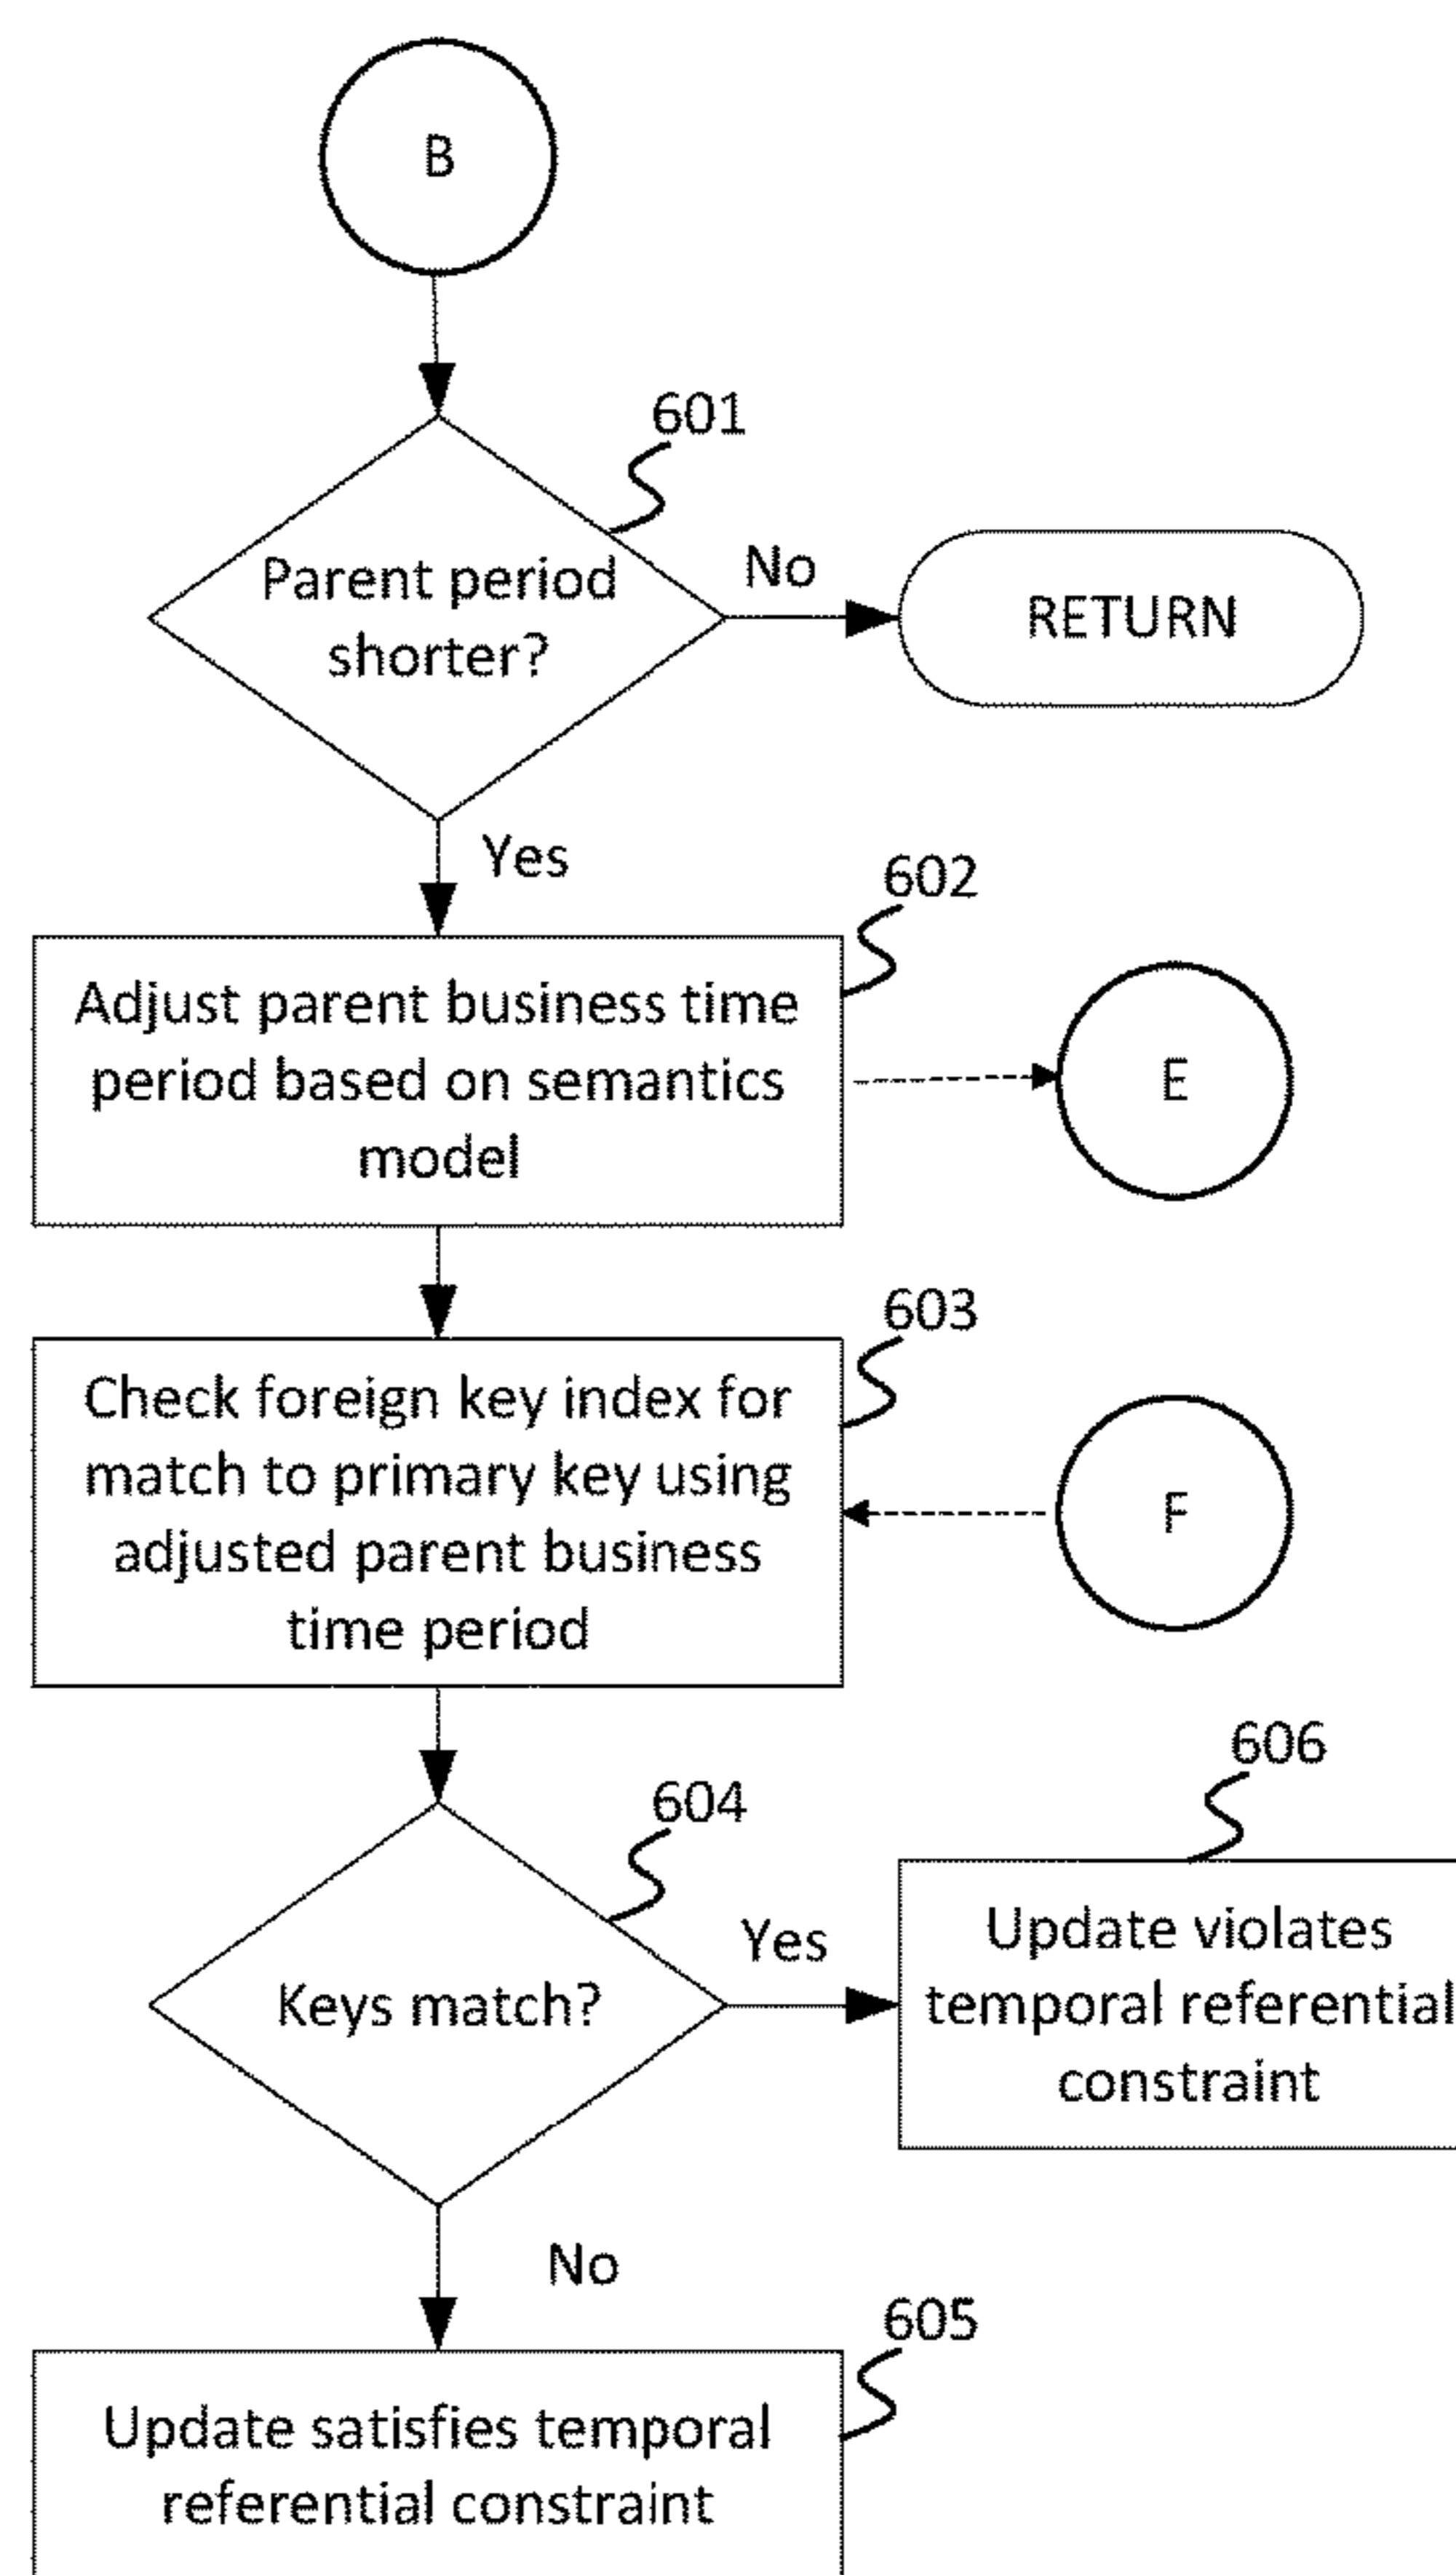 B
601
Parent period
shorter?
No
RETURN
Yes
602
Adjust parent business time
period based on semantics
model
E
603
Check foreign key index for
match to primary key using
adjusted parent business
time period
F
604
Keys match?
Yes
606
Update violates
temporal referential
constraint
No
605
Update satisfies temporal
referential constraint